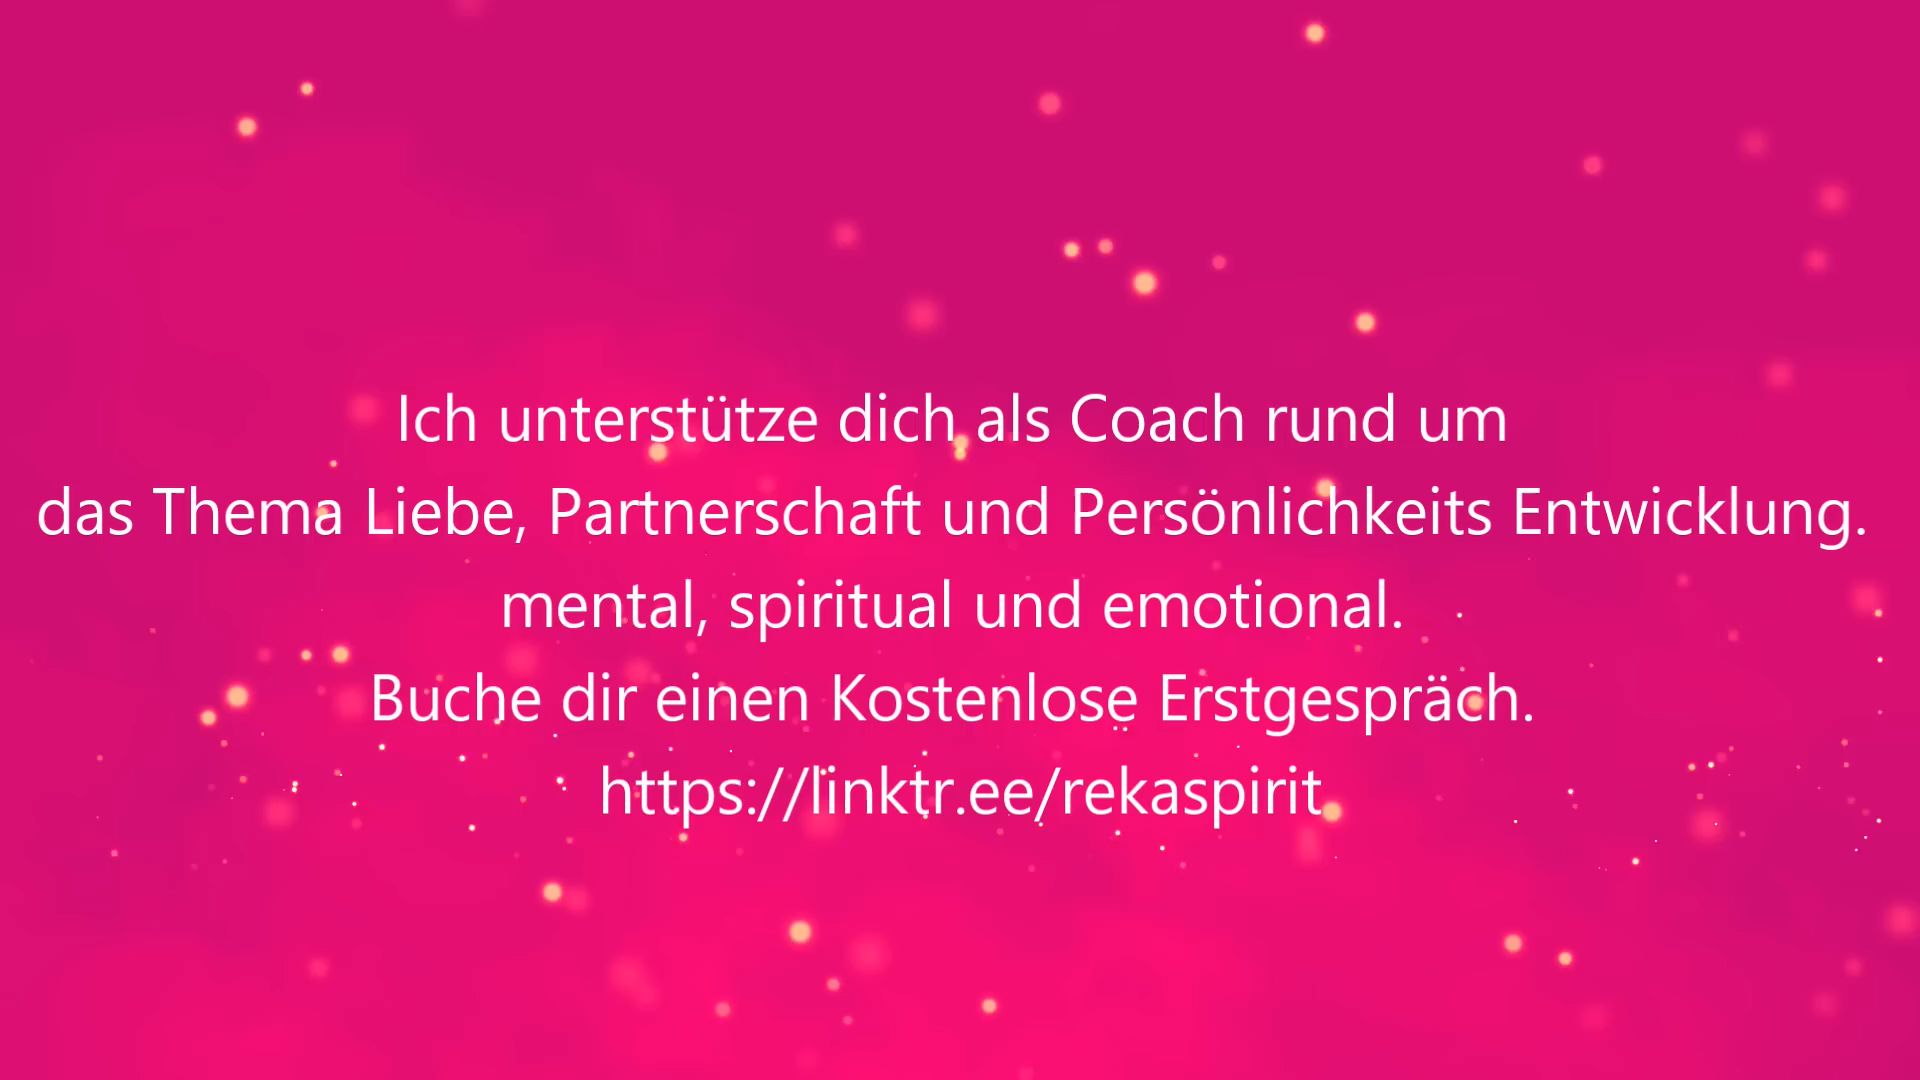 Ich unterstütze dich als Coach rund um
das Thema Liebe, Partnerschaft und Persönlichkeits Entwicklung.
mental, spiritual und emotional.
Buche dir einen Kostenlose Erstgespräch.
https://linktr.ee/rekaspirit